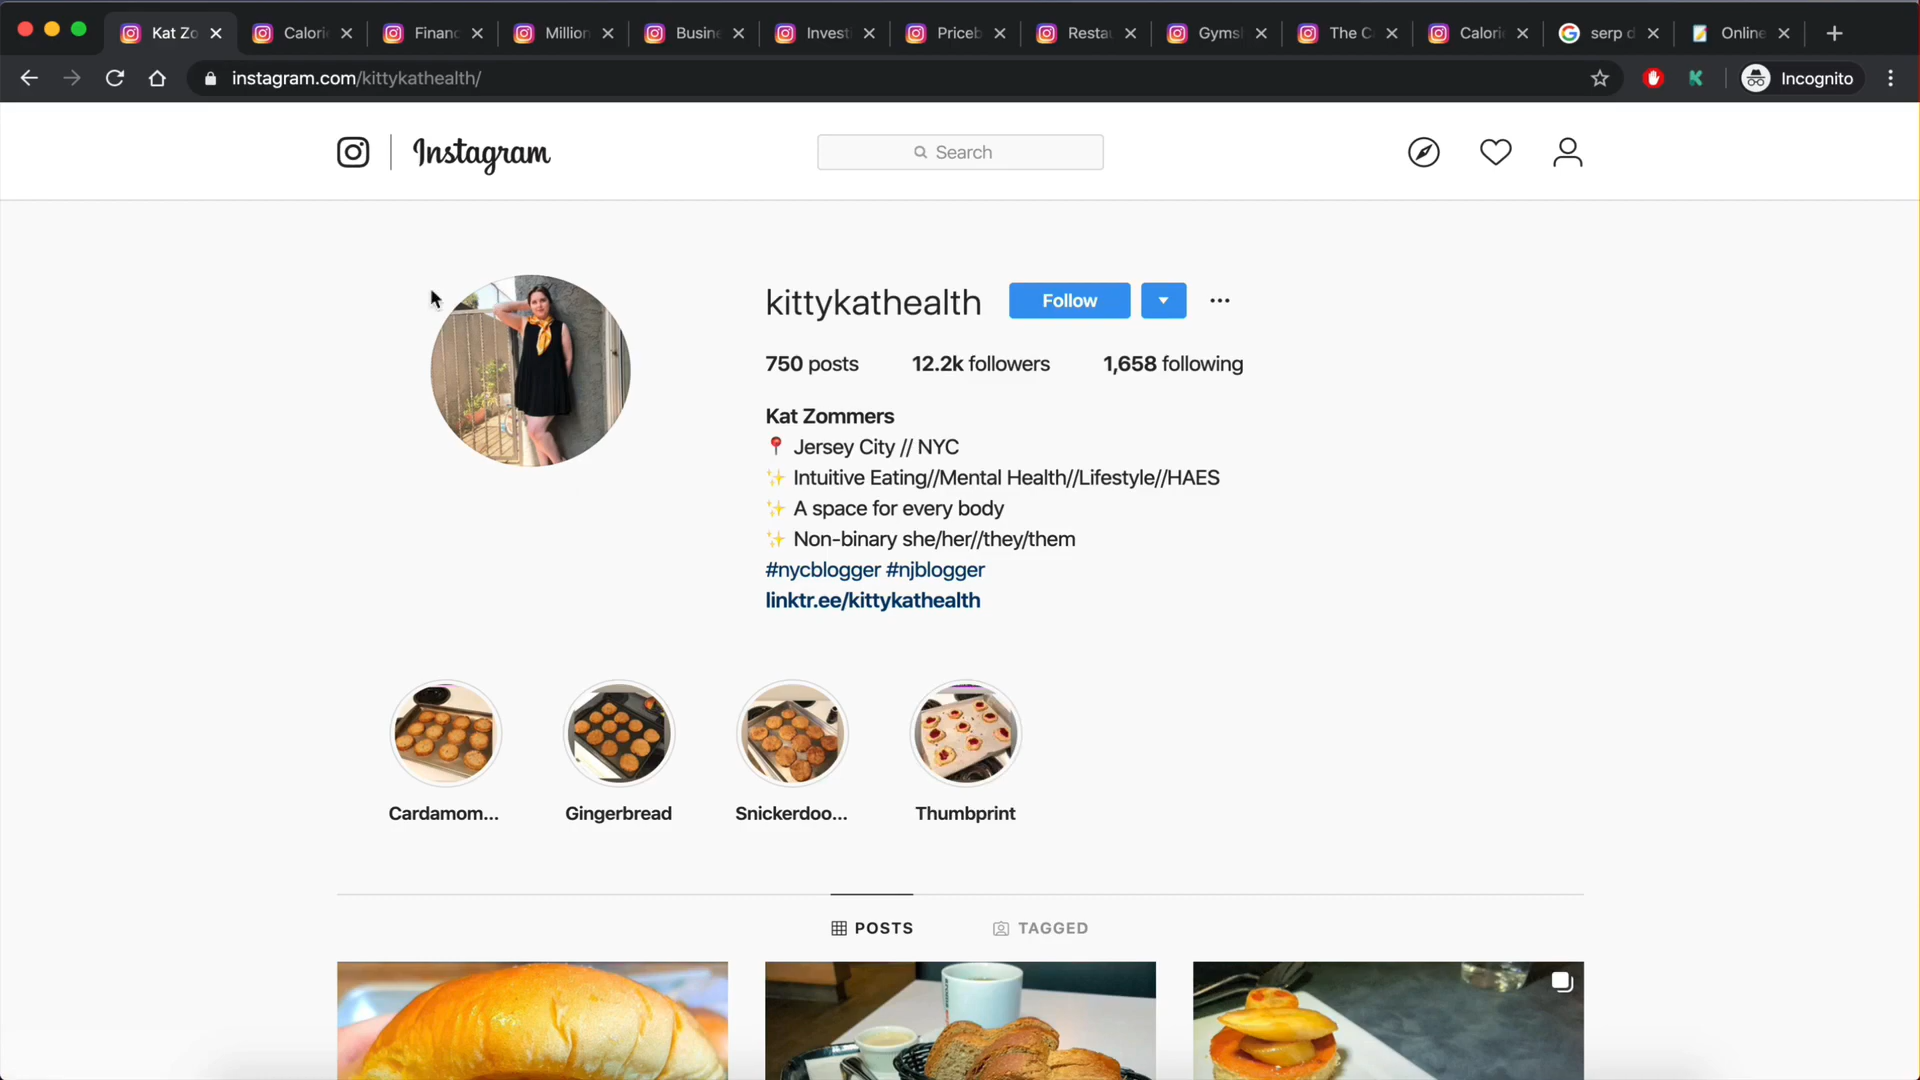 Kat Zo
Calorie
Financ
Million
Busine
Invest
Priceb
Restau
Gymsh
The C
Calorie
serp d
Online
instagram.com/kittykathealth/
Incognito
Instagram
Search
kittykathealth Follow
750 posts 12.2k followers 1,658 following
Kat Zommers
📍 Jersey City // NYC
✨ Intuitive Eating//Mental Health//Lifestyle//HAES
✨ A space for every body
✨ Non-binary she/her//they/them
#nycblogger #njblogger
linktr.ee/kittykathealth
Cardamom... Gingerbread Snickerdoo... Thumbprint
POSTS TAGGED